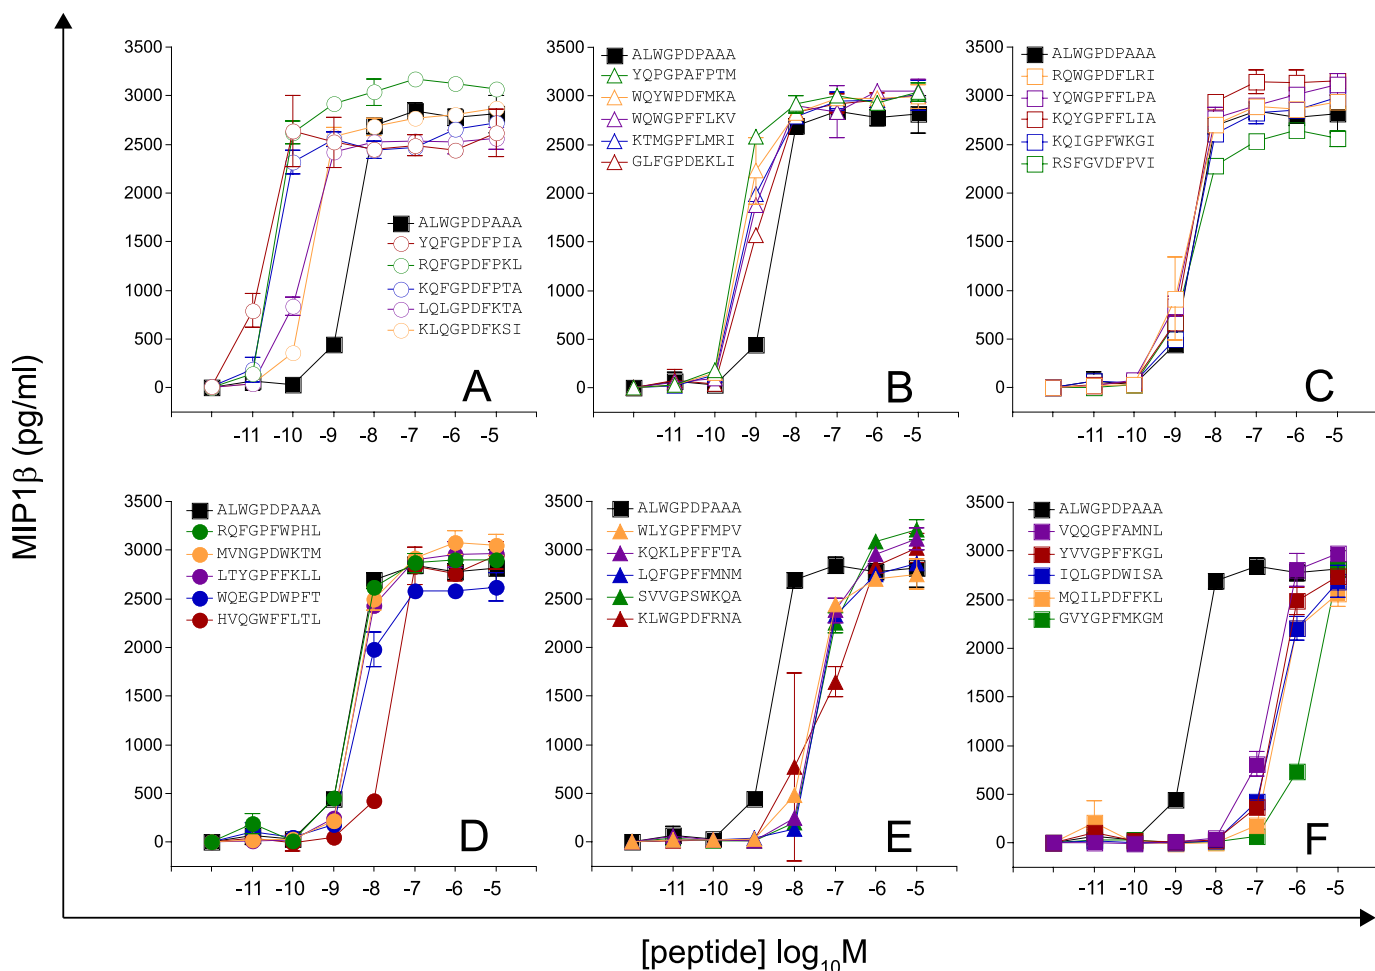 MIP1β (pg/ml)
3500
3000
2500
2000
1500
1000
500
0
ALWGPDPAAA
YQFGPDFPIA
RQFGPDFPKL
KQFGPDFPTA
LQLGPDFKTA
KLQGPDFKSI
A
-11 -10 -9 -8 -7 -6 -5
3500
3000
2500
2000
1500
1000
500
0
ALWGPDPAAA
YQPGPAFPTM
WQYWPDFMKA
WQWGPFFLKV
KTMGPFLMRI
GLFGPDEKLI
B
-11 -10 -9 -8 -7 -6 -5
3500
3000
2500
2000
1500
1000
500
0
ALWGPDPAAA
RQWGPDFLRI
YQWGPFFLPA
KQYGPFFLIA
KQIGPFWKGI
RSFGVDFPVI
C
-11 -10 -9 -8 -7 -6 -5
3500
3000
2500
2000
1500
1000
500
0
ALWGPDPAAA
RQFGPFWPHL
MVNGPDWKTM
LTYGPFFKLL
WQEGPDWPFT
HVQGWFFLTL
D
-11 -10 -9 -8 -7 -6 -5
3500
3000
2500
2000
1500
1000
500
0
ALWGPDPAAA
WLYGPFFMPV
KQKLPFFFTA
LQFGPFFMNM
SVVGPSWKQA
KLWGPDFRNA
E
-11 -10 -9 -8 -7 -6 -5
3500
3000
2500
2000
1500
1000
500
0
ALWGPDPAAA
VQQGPFAMNL
YVVGPFFKGL
IQLGPDWISA
MQILPDFFKL
GVYGPFMKGM
F
-11 -10 -9 -8 -7 -6 -5
[peptide] log₁₀M